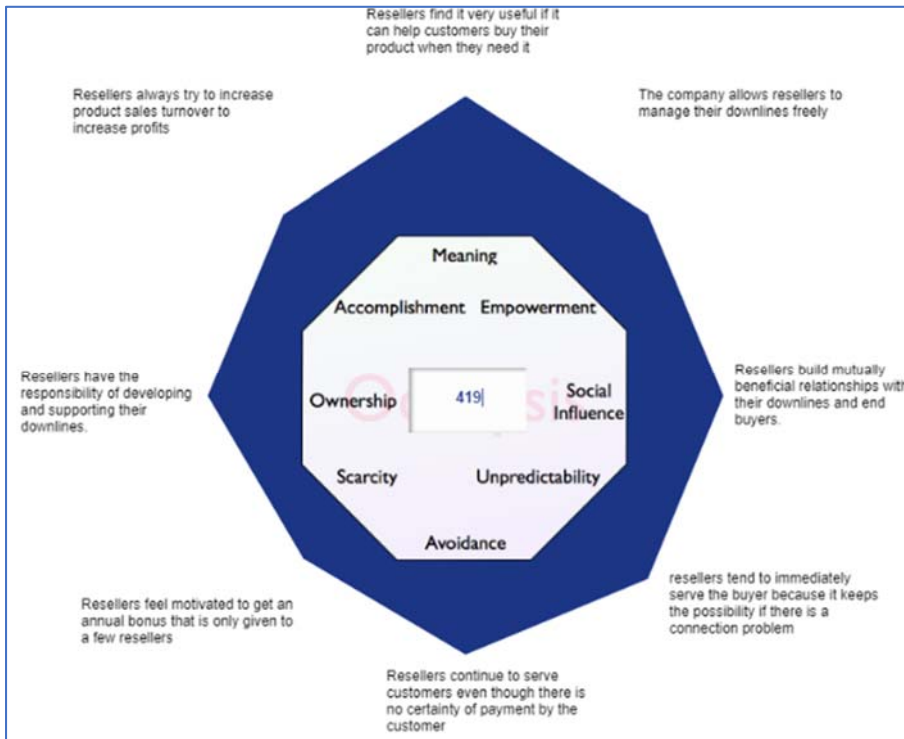 Resellers find it very useful if it
can help customers buy their
product when they need it
Resellers always try to increase
product sales turnover to
increase profits
The company allows resellers to
manage their downlines freely
Meaning
Accomplishment
Empowerment
Resellers have the
responsibility of developing
and supporting their
downlines.
Ownership
419
Social
Influence
Resellers build mutually
beneficial relationships with
their downlines and end
buyers.
Scarcity
Unpredictability
Avoidance
Resellers feel motivated to get an
annual bonus that is only given to
a few resellers
resellers tend to immediately
serve the buyer because it keeps
the possibility if there is a
connection problem
Resellers continue to serve
customers even though there is
no certainty of payment by the
customer